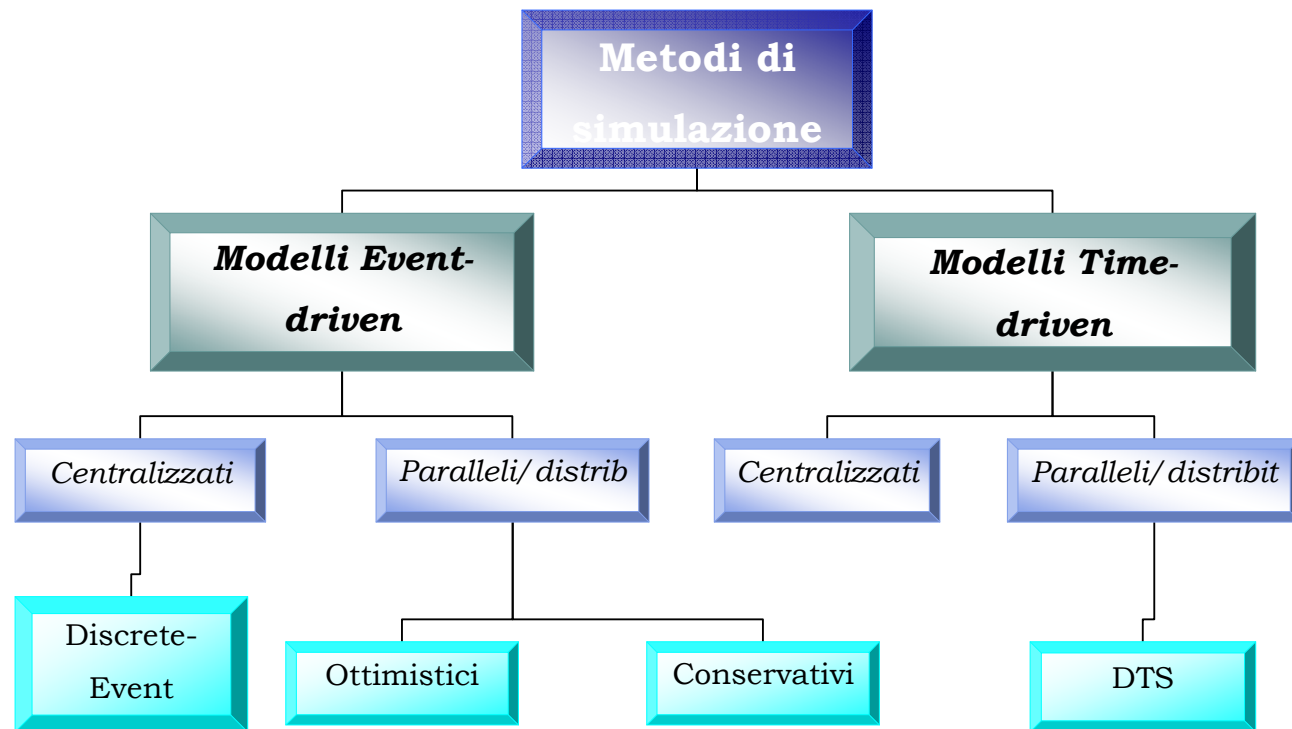 Metodi di
simulazione
Modelli Event-
driven
Modelli Time-
driven
Centralizzati
Paralleli/distrib
Centralizzati
Paralleli/distribit
Discrete-
Event
Ottimistici
Conservativi
DTS